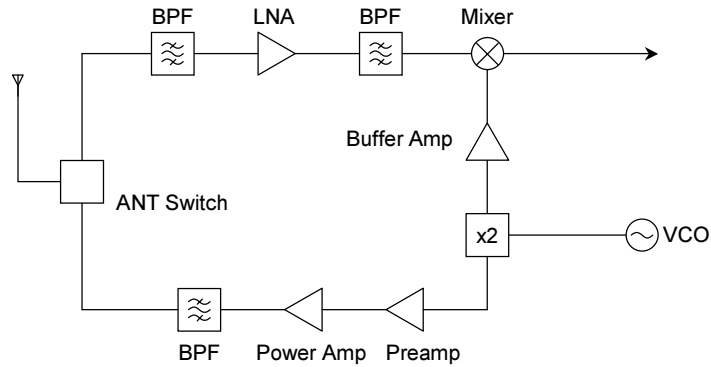 BPF
LNA
BPF
Mixer
Buffer Amp
ANT Switch
x2
VCO
BPF
Power Amp
Preamp